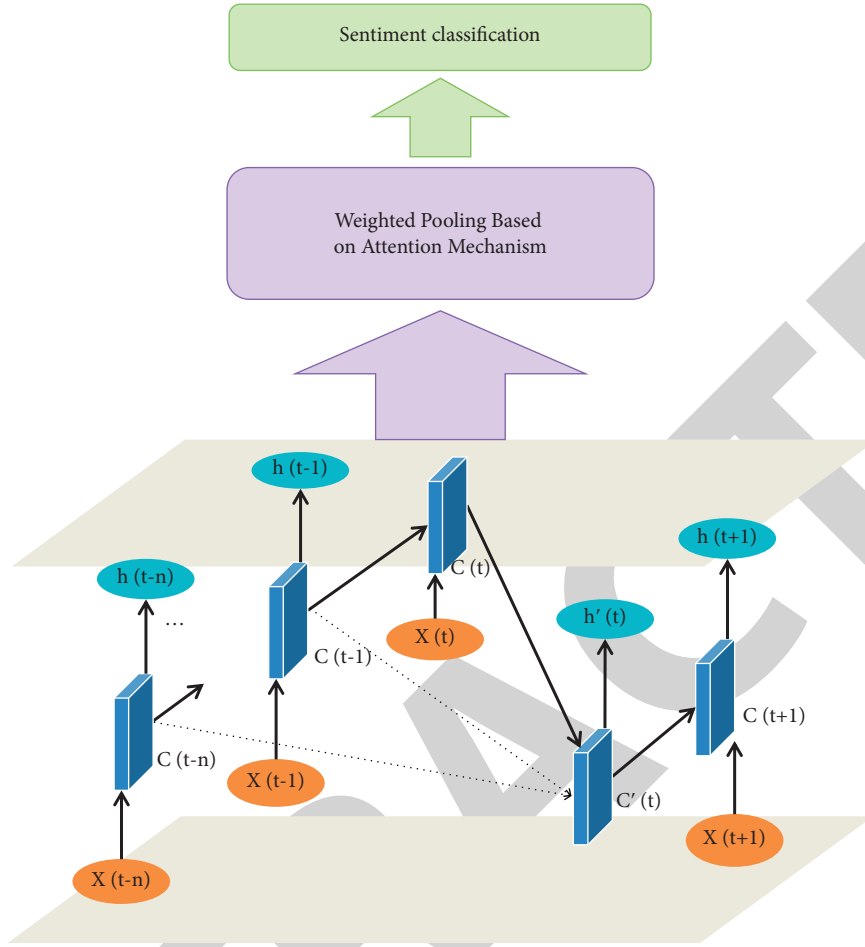 Sentiment classification
Weighted Pooling Based
on Attention Mechanism
h (t-1)
h (t+1)
C (t)
h (t-n)
h′ (t)
...
X (t)
C (t-1)
C (t+1)
C (t-n)
X (t-1)
C′ (t)
X (t+1)
X (t-n)